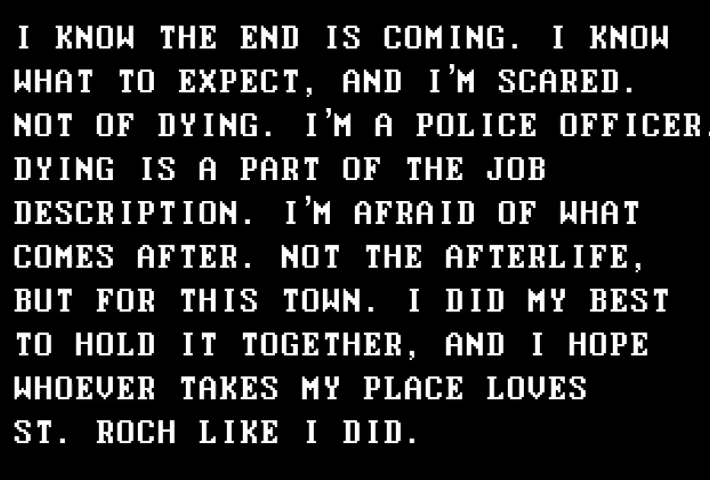 I KNOW THE END IS COMING. I KNOW
WHAT TO EXPECT, AND I'M SCARED.
NOT OF DYING. I'M A POLICE OFFICER.
DYING IS A PART OF THE JOB
DESCRIPTION. I'M AFRAID OF WHAT
COMES AFTER. NOT THE AFTERLIFE,
BUT FOR THIS TOWN. I DID MY BEST
TO HOLD IT TOGETHER, AND I HOPE
WHOEVER TAKES MY PLACE LOVES
ST. ROCH LIKE I DID.